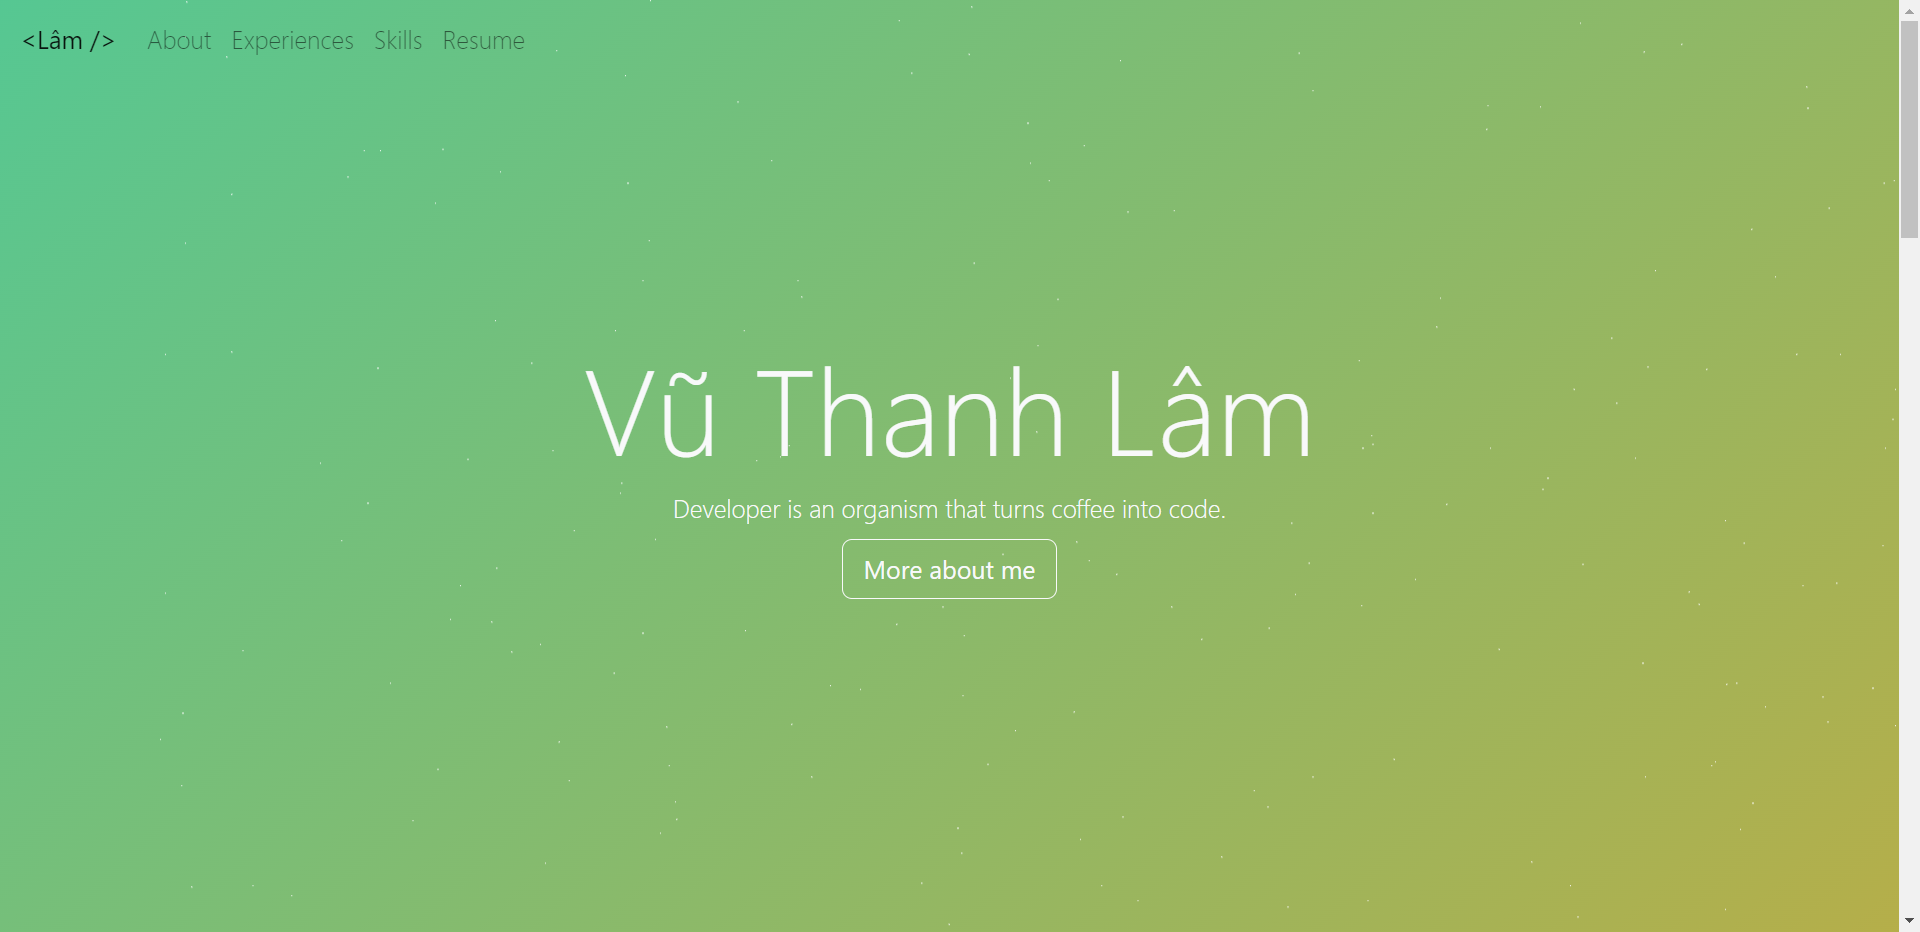 <Lâm /> About Experiences Skills Resume
Vũ Thanh Lâm
Developer is an organism that turns coffee into code.
More about me